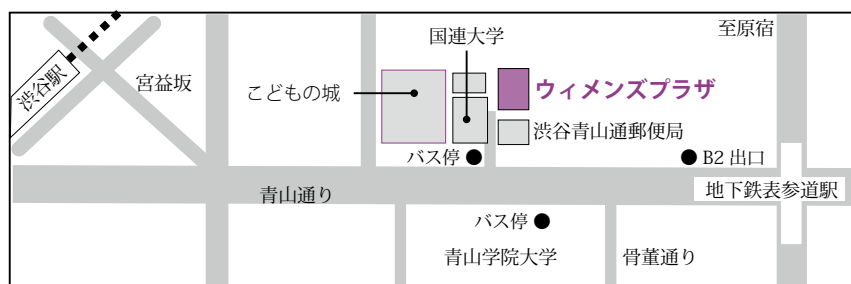 至原宿
国連大学
渋谷駅
宮益坂
こどもの城
ウィメンズプラザ
渋谷青山通郵便局
バス停
B2 出口
青山通り
地下鉄表参道駅
バス停
青山学院大学
骨董通り